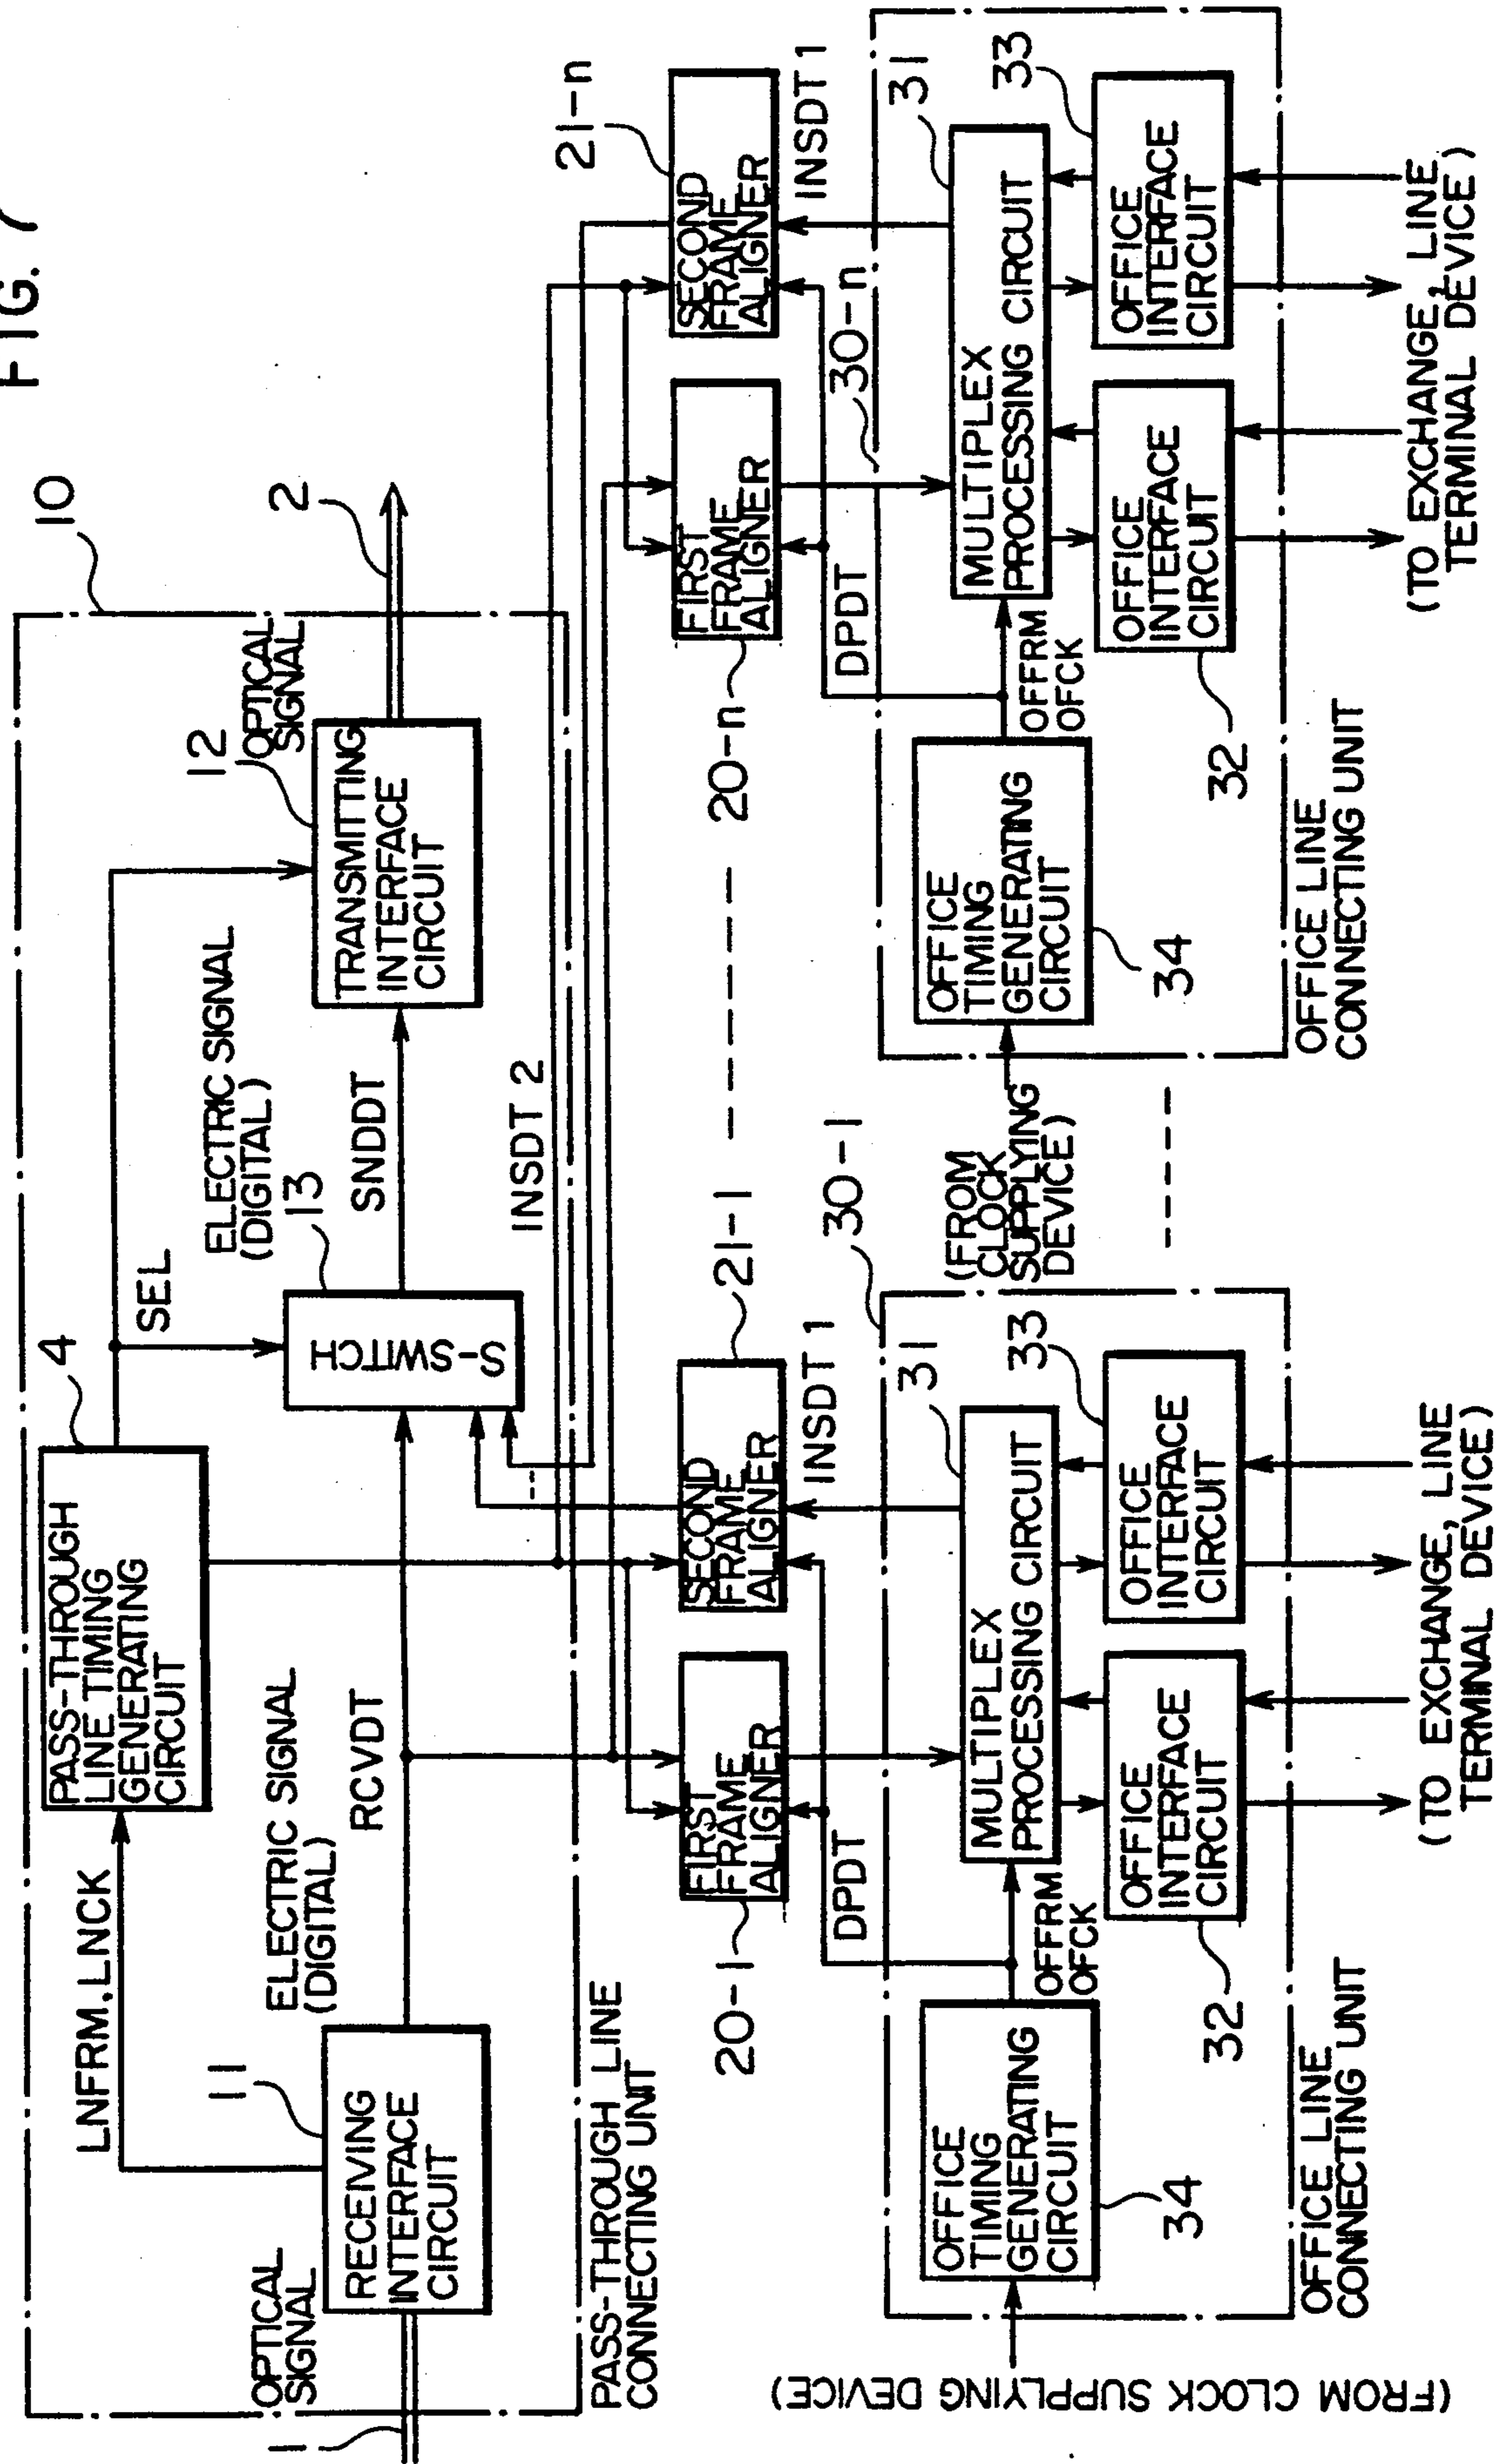 FIG. 7
10
PASS-THROUGH
LINE TIMING
GENERATING
CIRCUIT
4
SEL
LNFRM, LNCK
ELECTRIC SIGNAL
(DIGITAL)
ELECTRIC SIGNAL
(DIGITAL)
OPTICAL
SIGNAL
11
RECEIVING
INTERFACE
CIRCUIT
1
RCVDT
S-SWITCH
13
SNDDT
12
TRANSMITTING
INTERFACE
CIRCUIT
OPTICAL
SIGNAL
2
INSDT 2
PASS-THROUGH LINE
CONNECTING UNIT
20-1
FIRST
FRAME
ALIGNER
SECOND
FRAME
ALIGNER
21-1
20-n
FIRST
FRAME
ALIGNER
SECOND
FRAME
ALIGNER
21-n
DPDT
INSDT 1
30-1
DPDT
30-n
INSDT 1
(FROM CLOCK SUPPLYING DEVICE)
OFFICE
TIMING
GENERATING
CIRCUIT
34
OFFRM
OFCK
MULTIPLEX
PROCESSING CIRCUIT
31
OFFICE
INTERFACE
CIRCUIT
32
OFFICE
INTERFACE
CIRCUIT
33
OFFICE LINE
CONNECTING UNIT
(TO EXCHANGE, LINE
TERMINAL DEVICE)
(FROM
CLOCK
SUPPLYING
DEVICE)
OFFICE
TIMING
GENERATING
CIRCUIT
34
OFFRM
OFCK
MULTIPLEX
PROCESSING CIRCUIT
31
OFFICE
INTERFACE
CIRCUIT
32
OFFICE
INTERFACE
CIRCUIT
33
OFFICE LINE
CONNECTING UNIT
(TO EXCHANGE, LINE
TERMINAL DEVICE)